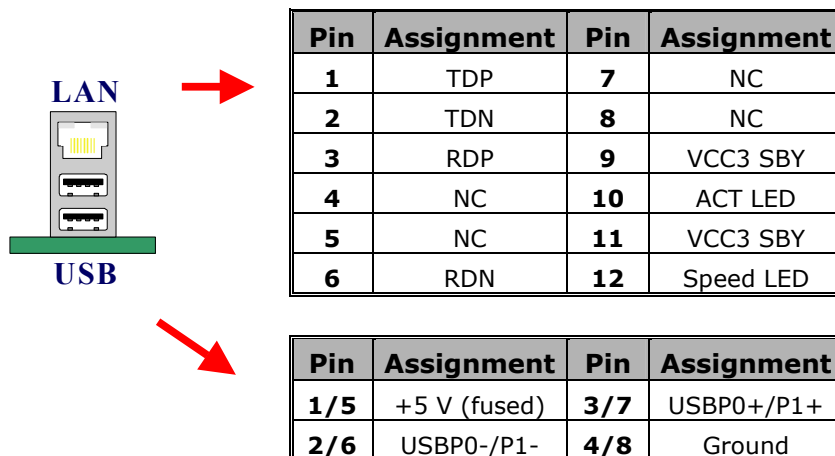 Pin Assignment Pin Assignment
1 TDP 7 NC
2 TDN 8 NC
3 RDP 9 VCC3 SBY
4 NC 10 ACT LED
5 NC 11 VCC3 SBY
6 RDN 12 Speed LED
LAN
USB
Pin Assignment Pin Assignment
1/5 +5 V (fused) 3/7 USBP0+/P1+
2/6 USBP0-/P1- 4/8 Ground